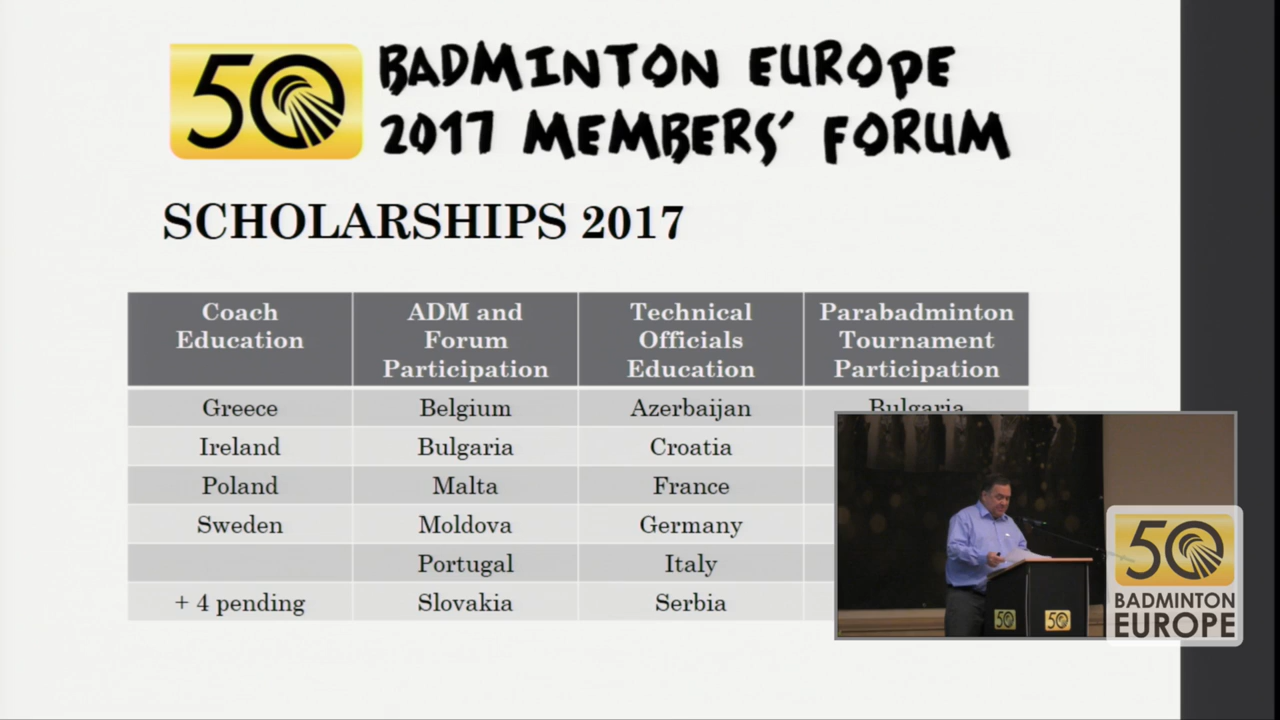 50 BADMINTON EUROPE
2017 MEMBERS' FORUM
SCHOLARSHIPS 2017
Coach Education
ADM and Forum Participation
Technical Officials Education
Parabadminton Tournament Participation
Greece Belgium Azerbaijan Bulgaria
Ireland Bulgaria Croatia
Poland Malta France
Sweden Moldova Germany
Portugal Italy
+ 4 pending Slovakia Serbia
50 50
50
BADMINTON
EUROPE